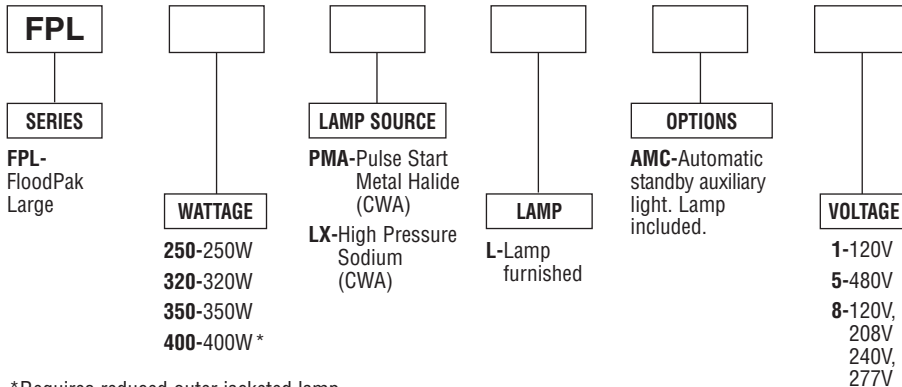 FPL
SERIES
FPL-
FloodPak
Large
WATTAGE
250-250W
320-320W
350-350W
400-400W*
LAMP SOURCE
PMA-Pulse Start
Metal Halide
(CWA)
LX-High Pressure
Sodium
(CWA)
LAMP
L-Lamp
furnished
OPTIONS
AMC-Automatic
standby auxiliary
light. Lamp
included.
VOLTAGE
1-120V
5-480V
8-120V,
208V
240V,
277V
*Requires reduced outer jacketed lamp